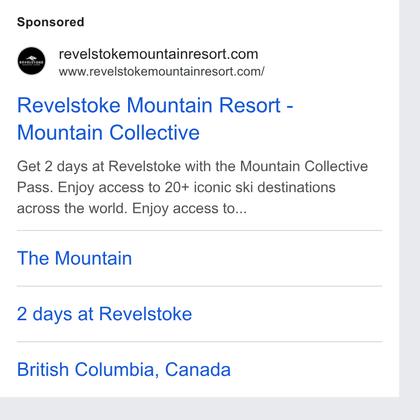 Sponsored
revelstokemountainresort.com
www.revelstokemountainresort.com/
Revelstoke Mountain Resort -
Mountain Collective
Get 2 days at Revelstoke with the Mountain Collective
Pass. Enjoy access to 20+ iconic ski destinations
across the world. Enjoy access to...
The Mountain
2 days at Revelstoke
British Columbia, Canada